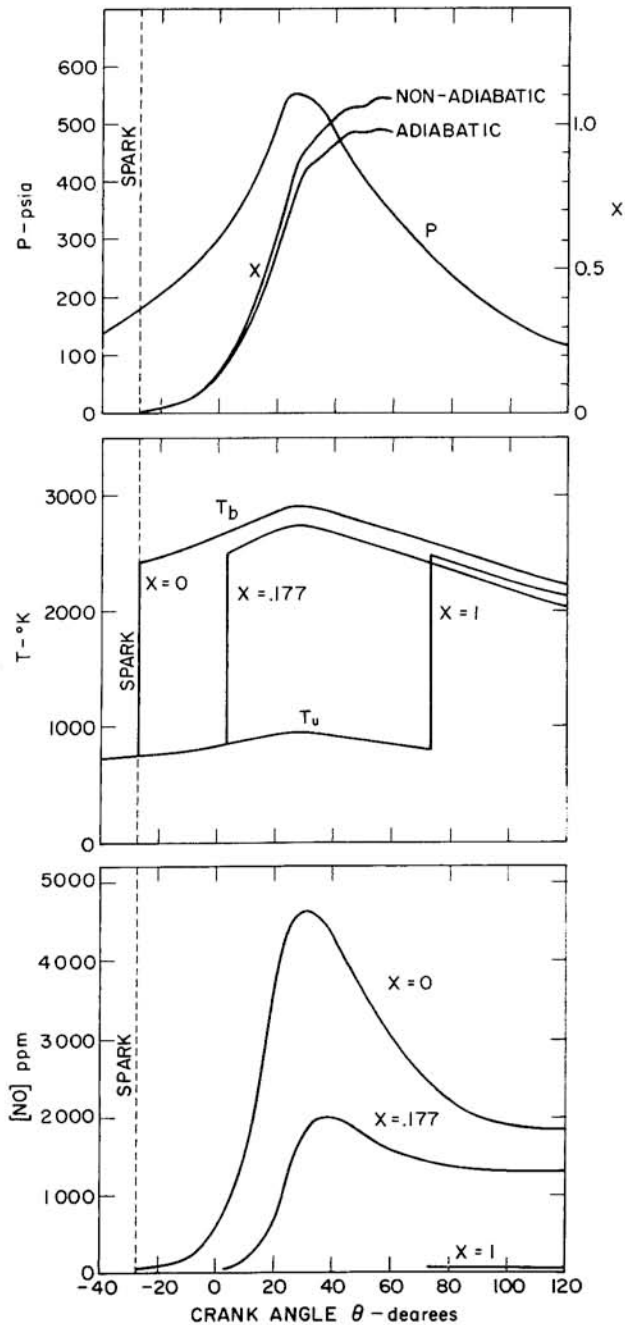 600
500
400
300
200
100
0
P-psia
SPARK
NON-ADIABATIC
ADIABATIC
X
P
1.0
0.5
0
X
3000
2000
1000
0
T-°K
SPARK
T_b
X=0
X=.177
X=1
T_u
5000
4000
3000
2000
1000
0
[NO] ppm
SPARK
X=0
X=.177
X=1
-40 -20 0 20 40 60 80 100 120
CRANK ANGLE θ-degrees